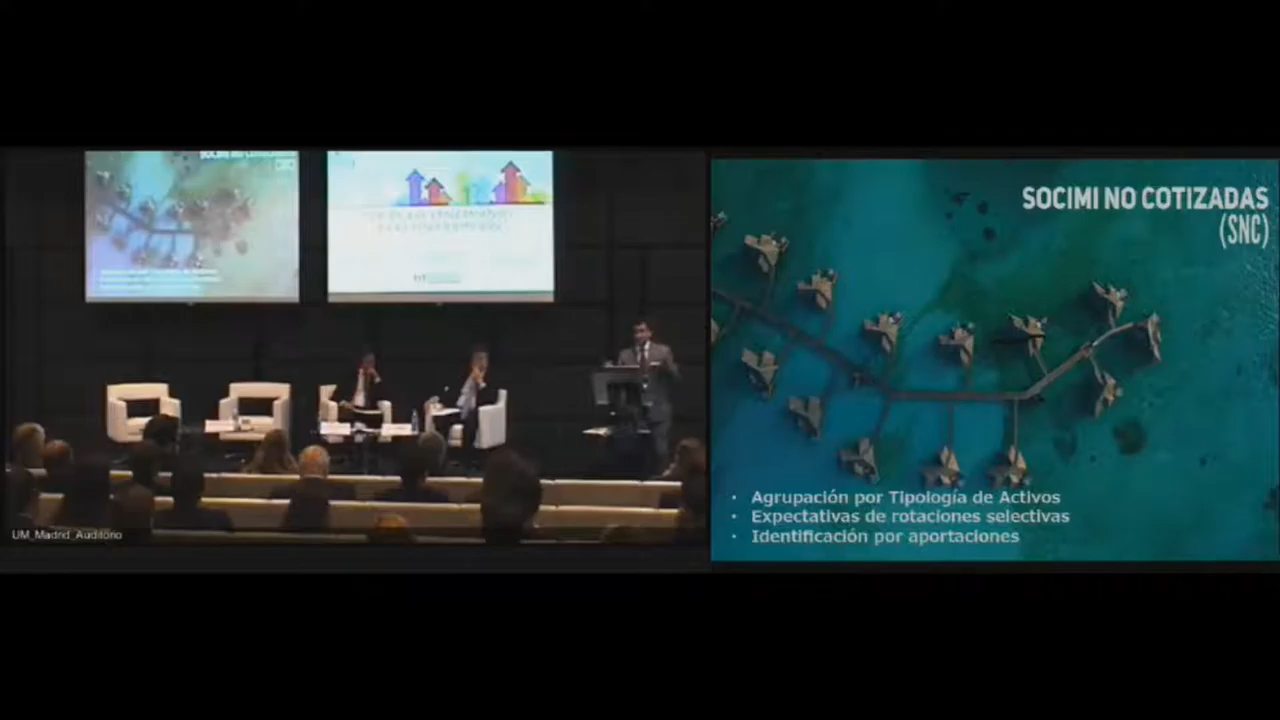 SOCIMI NO COTIZADAS
(SNC)
• Agrupación por Tipología de Activos
• Expectativas de rotaciones selectivas
• Identificación por aportaciones
UM_Madrid_Auditorio